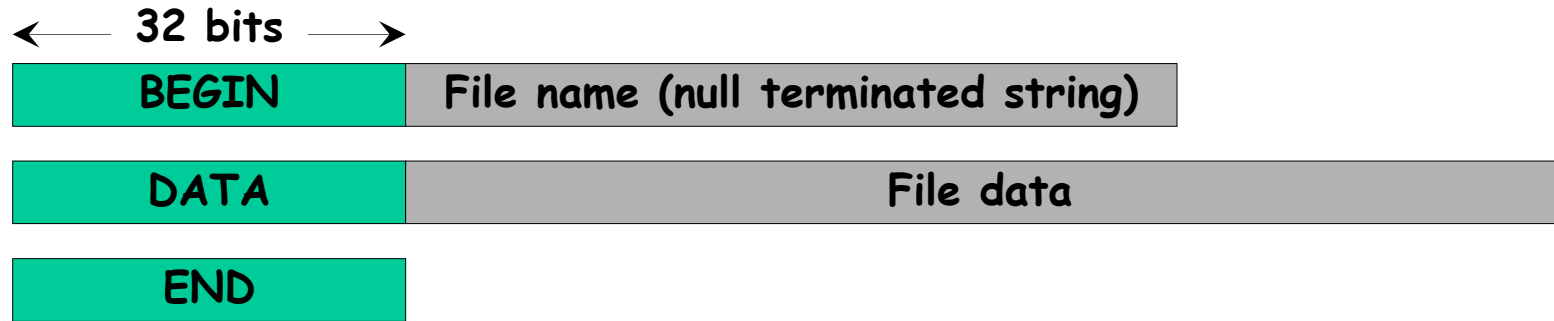 32 bits
BEGIN File name (null terminated string)
DATA File data
END